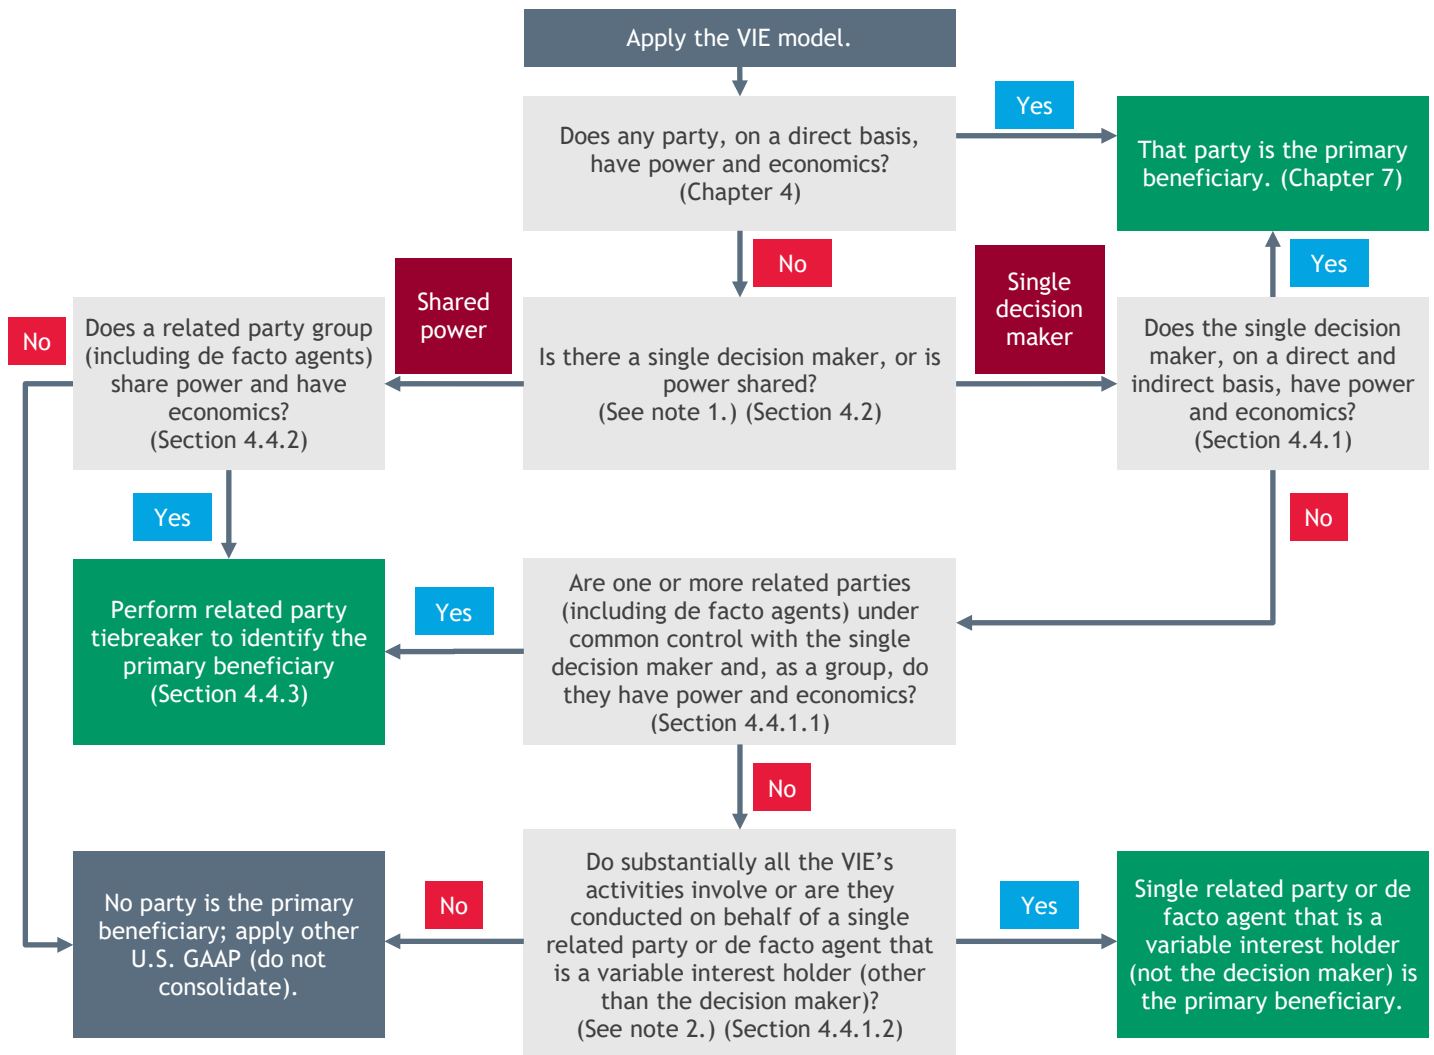 Apply the VIE model.
Does any party, on a direct basis,
have power and economics?
(Chapter 4)
Yes
That party is the primary
beneficiary. (Chapter 7)
No
Yes
Shared
power
Single
decision
maker
No
Does a related party group
(including de facto agents)
share power and have
economics?
(Section 4.4.2)
Is there a single decision maker, or is
power shared?
(See note 1.) (Section 4.2)
Does the single decision
maker, on a direct and
indirect basis, have power
and economics?
(Section 4.4.1)
Yes
No
Perform related party
tiebreaker to identify the
primary beneficiary
(Section 4.4.3)
Yes
Are one or more related parties
(including de facto agents) under
common control with the single
decision maker and, as a group, do
they have power and economics?
(Section 4.4.1.1)
No
No party is the primary
beneficiary; apply other
U.S. GAAP (do not
consolidate).
No
Do substantially all the VIE’s
activities involve or are they
conducted on behalf of a single
related party or de facto agent that
is a variable interest holder (other
than the decision maker)?
(See note 2.) (Section 4.4.1.2)
Yes
Single related party or de
facto agent that is a
variable interest holder
(not the decision maker) is
the primary beneficiary.